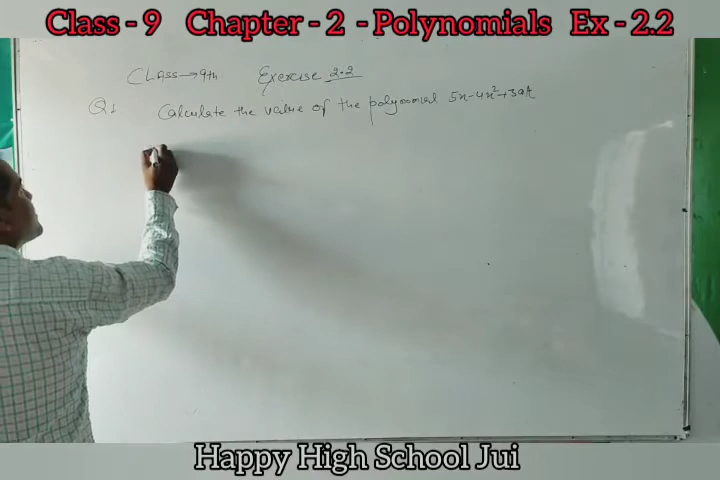 Class - 9 Chapter - 2 - Polynomials Ex - 2.2
CLASS→9th Exercise 2.2
Q1 Calculate the value of the polynomial 5x-4x²+3 at
Happy High School Jui